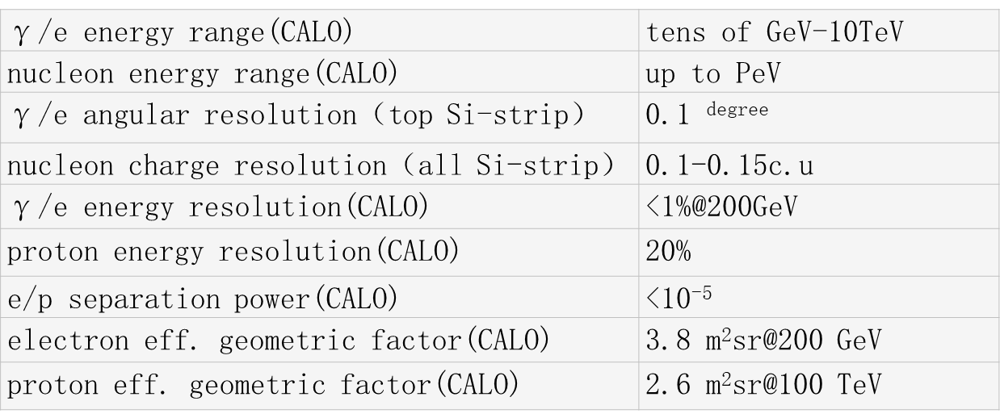 γ/e energy range(CALO) tens of GeV-10TeV
nucleon energy range(CALO) up to PeV
γ/e angular resolution (top Si-strip) 0.1 degree
nucleon charge resolution (all Si-strip) 0.1-0.15c.u
γ/e energy resolution(CALO) <1%@200GeV
proton energy resolution(CALO) 20%
e/p separation power(CALO) <10⁻⁵
electron eff. geometric factor(CALO) 3.8 m²sr@200 GeV
proton eff. geometric factor(CALO) 2.6 m²sr@100 TeV